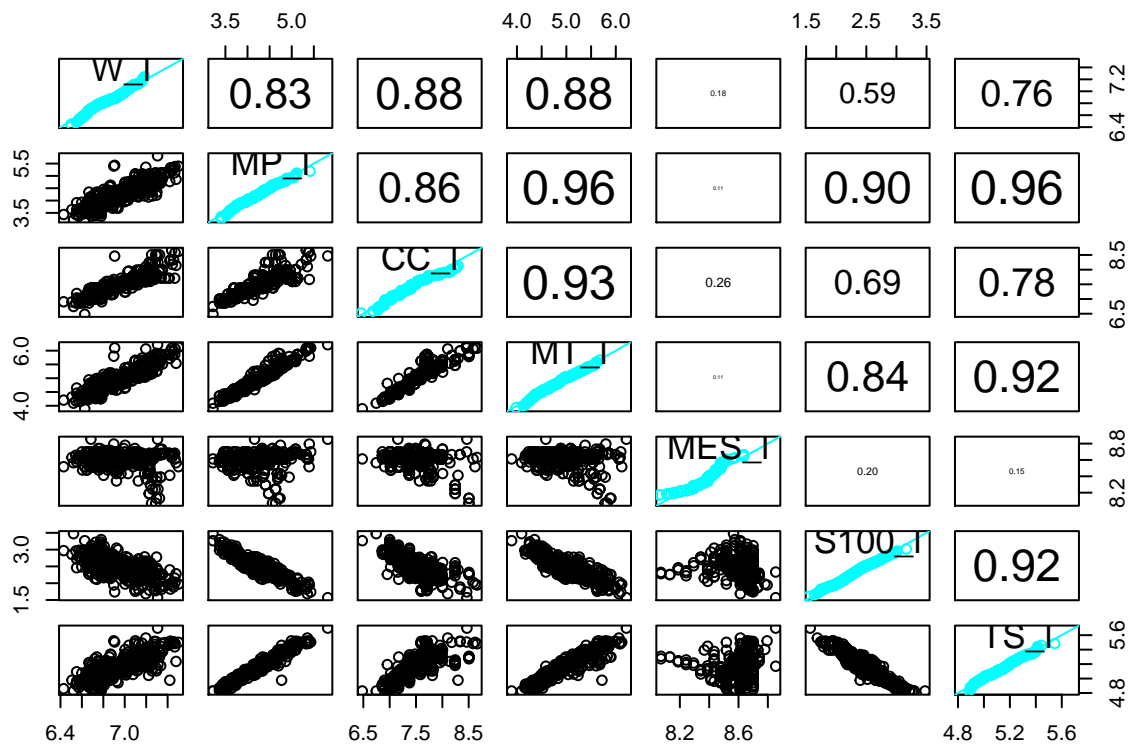 3.5 5.0 4.0 5.0 6.0 1.5 2.5 3.5
W_I 0.83 0.88 0.88 0.18 0.59 0.76 6.4 7.2
3.5 5.5 MP_I 0.86 0.96 0.11 0.90 0.96
CC_I 0.93 0.26 0.69 0.78 6.5 8.5
4.0 6.0 MT_I 0.11 0.84 0.92
MES_I 0.20 0.15 8.2 8.8
1.5 3.0 S100_I 0.92
TS_I 4.8 5.6
6.4 7.0 6.5 7.5 8.5 8.2 8.6 4.8 5.2 5.6